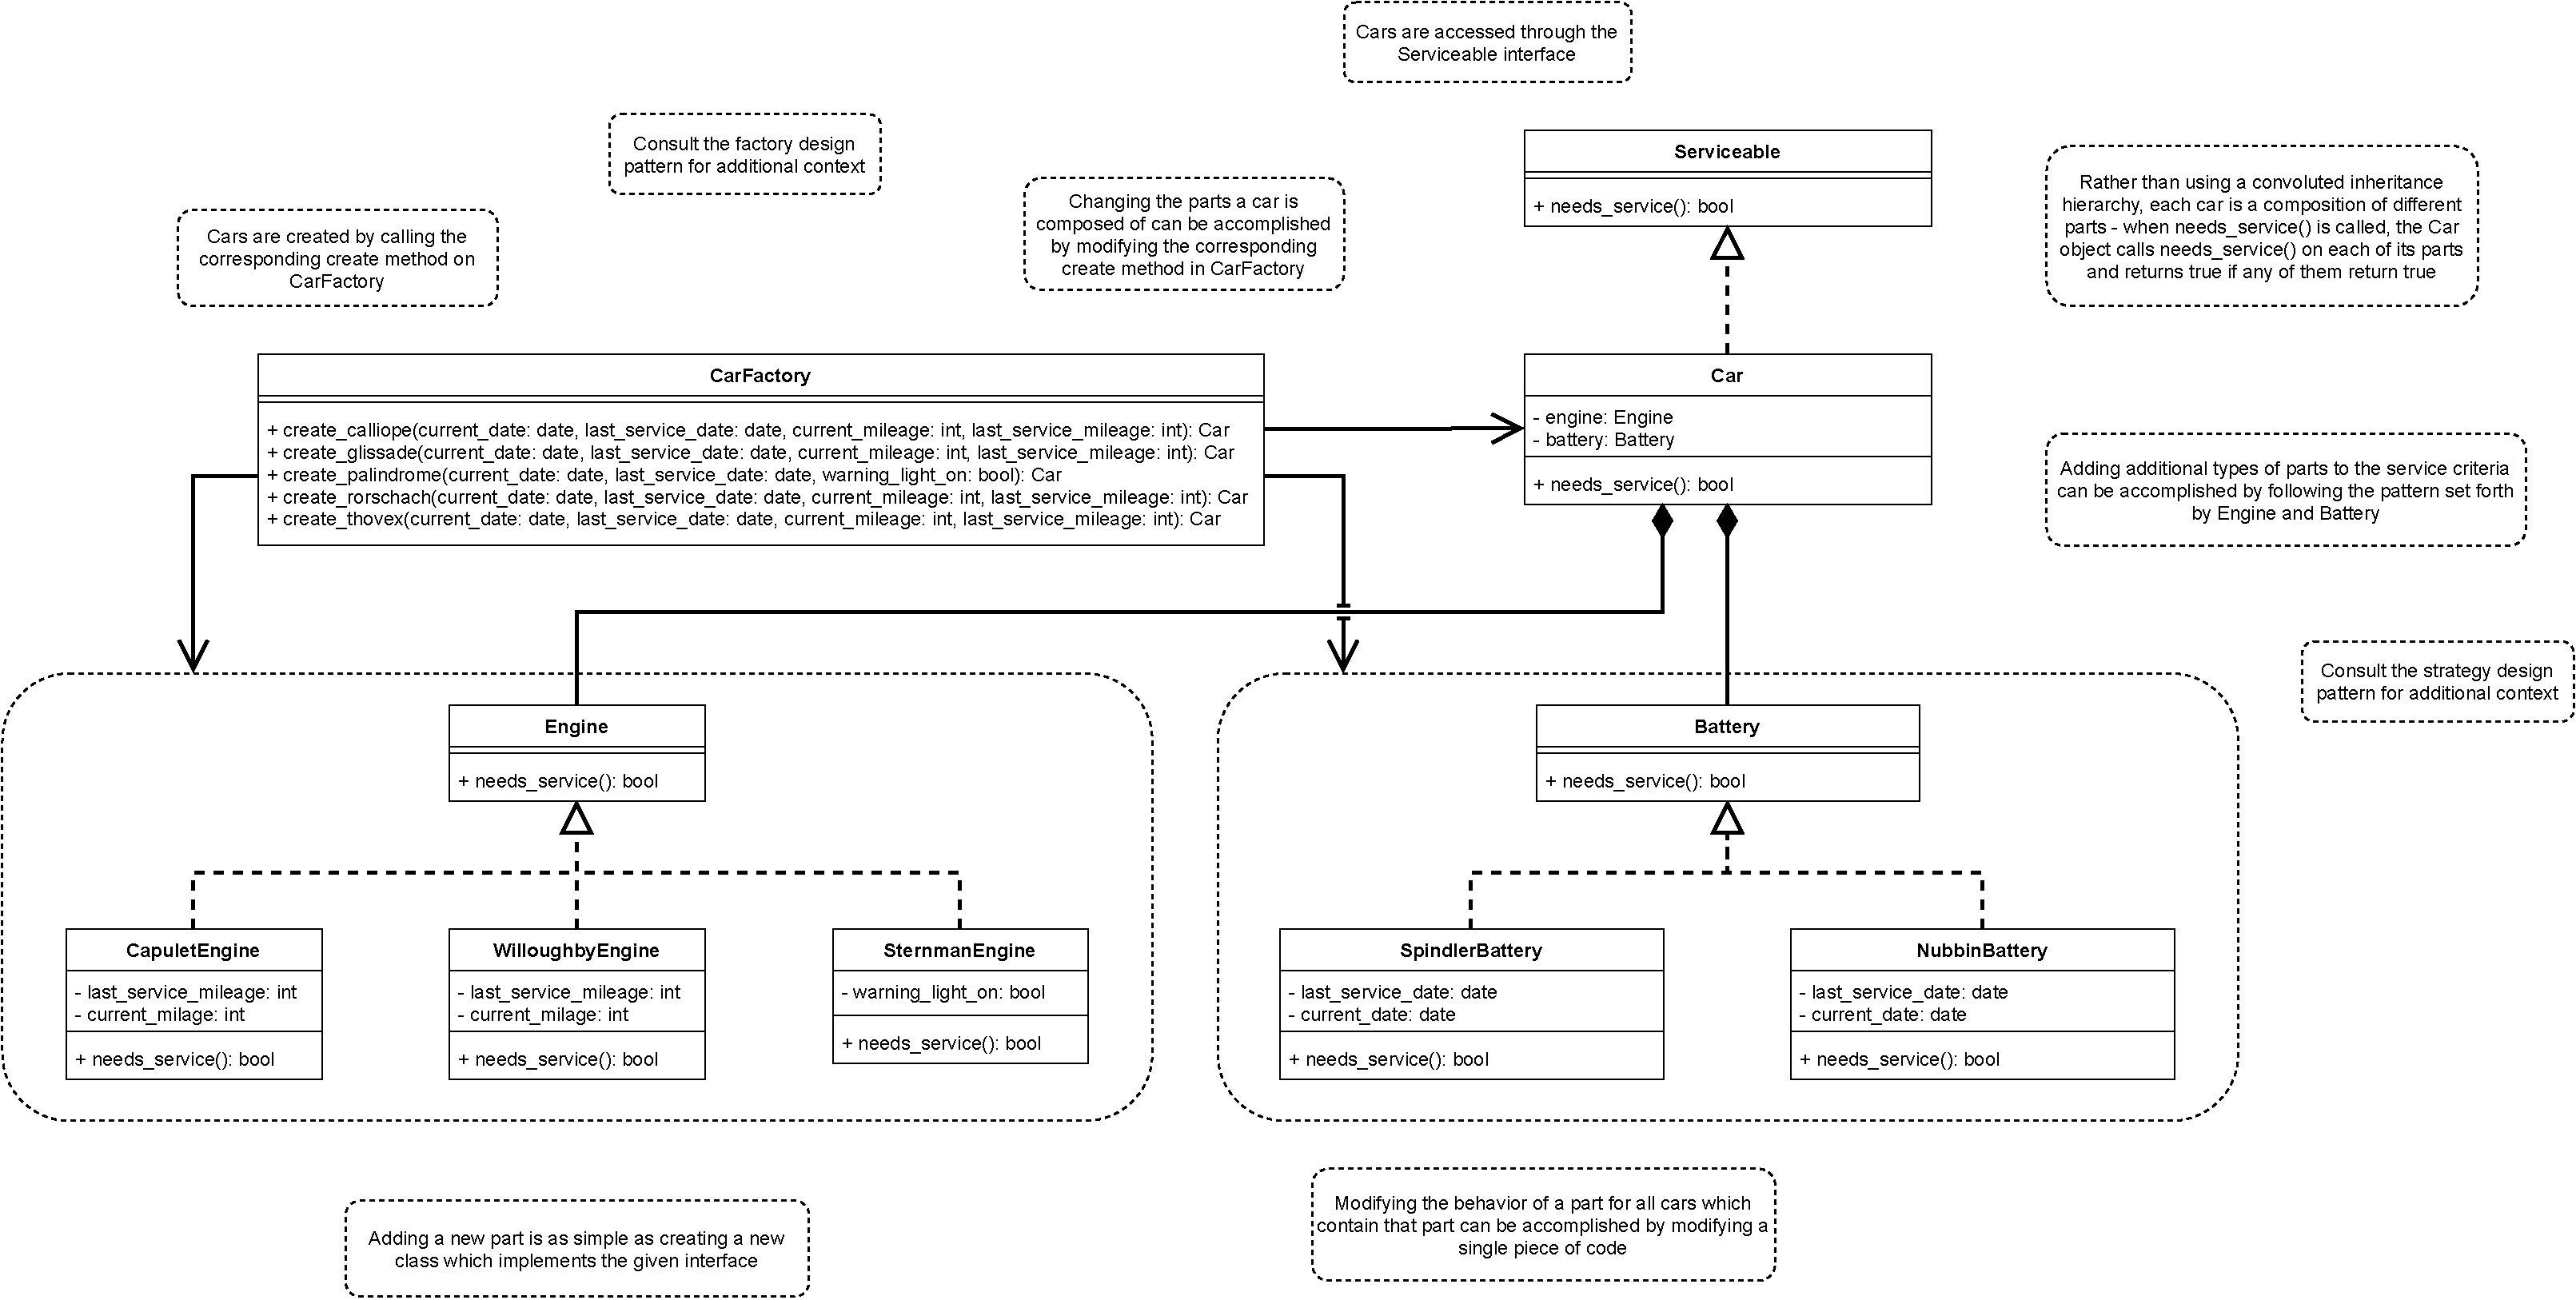 Cars are accessed through the
Serviceable interface
Consult the factory design
pattern for additional context
Serviceable
+ needs_service(): bool
Rather than using a convoluted inheritance
hierarchy, each car is a composition of different
parts - when needs_service() is called, the Car
object calls needs_service() on each of its parts
and returns true if any of them return true
Changing the parts a car is
composed of can be accomplished
by modifying the corresponding
create method in CarFactory
Cars are created by calling the
corresponding create method on
CarFactory
CarFactory
+ create_calliope(current_date: date, last_service_date: date, current_mileage: int, last_service_mileage: int): Car
+ create_glissade(current_date: date, last_service_date: date, current_mileage: int, last_service_mileage: int): Car
+ create_palindrome(current_date: date, last_service_date: date, warning_light_on: bool): Car
+ create_rorschach(current_date: date, last_service_date: date, current_mileage: int, last_service_mileage: int): Car
+ create_thovex(current_date: date, last_service_date: date, current_mileage: int, last_service_mileage: int): Car
Car
- engine: Engine
- battery: Battery
+ needs_service(): bool
Adding additional types of parts to the service criteria
can be accomplished by following the pattern set forth
by Engine and Battery
Consult the strategy design
pattern for additional context
Engine
+ needs_service(): bool
Battery
+ needs_service(): bool
CapuletEngine
- last_service_mileage: int
- current_milage: int
+ needs_service(): bool
WilloughbyEngine
- last_service_mileage: int
- current_milage: int
+ needs_service(): bool
SternmanEngine
- warning_light_on: bool
+ needs_service(): bool
SpindlerBattery
- last_service_date: date
- current_date: date
+ needs_service(): bool
NubbinBattery
- last_service_date: date
- current_date: date
+ needs_service(): bool
Adding a new part is as simple as creating a new
class which implements the given interface
Modifying the behavior of a part for all cars which
contain that part can be accomplished by modifying a
single piece of code